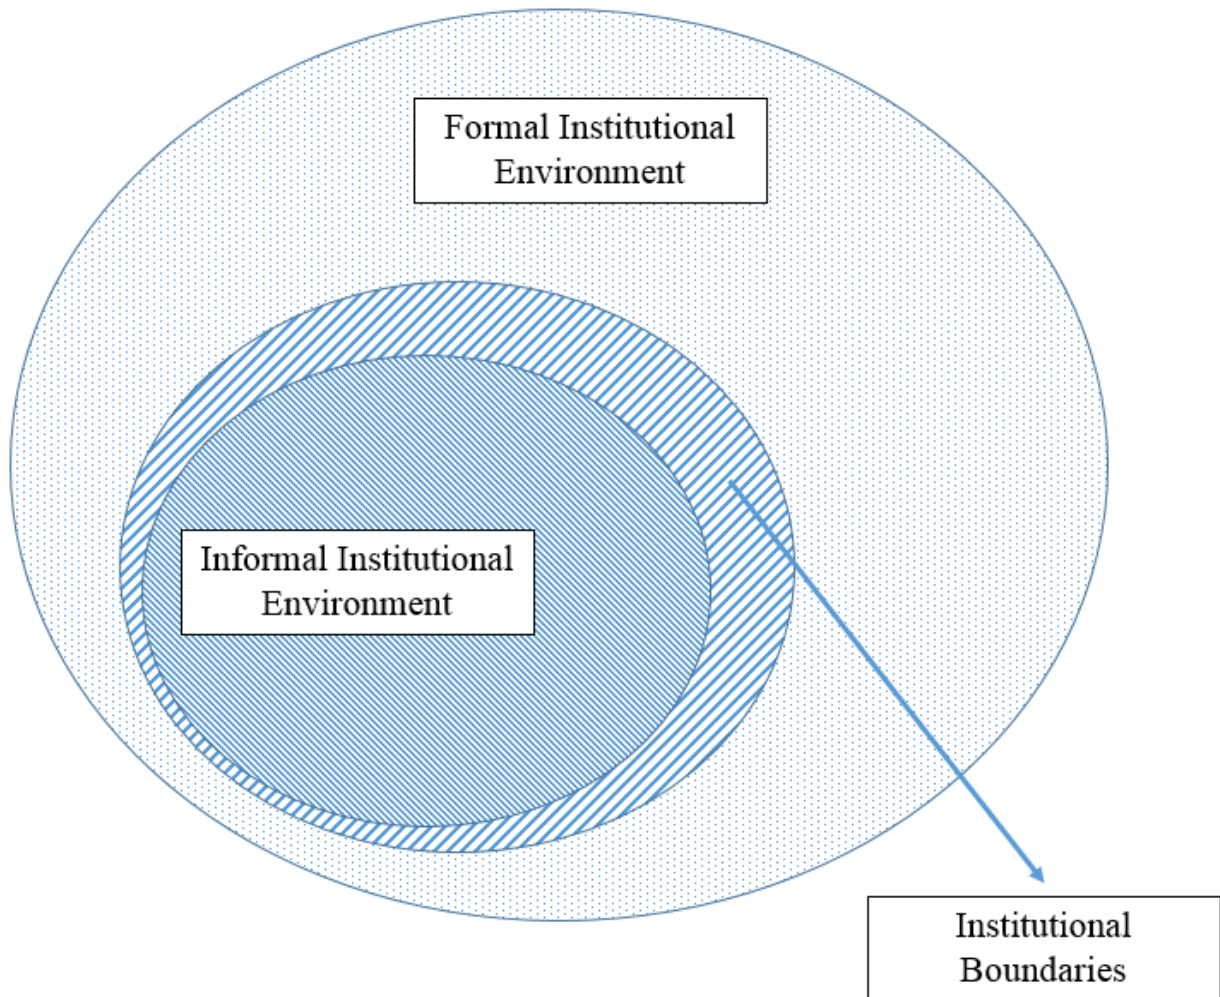 Formal Institutional
Environment
Informal Institutional
Environment
Institutional
Boundaries